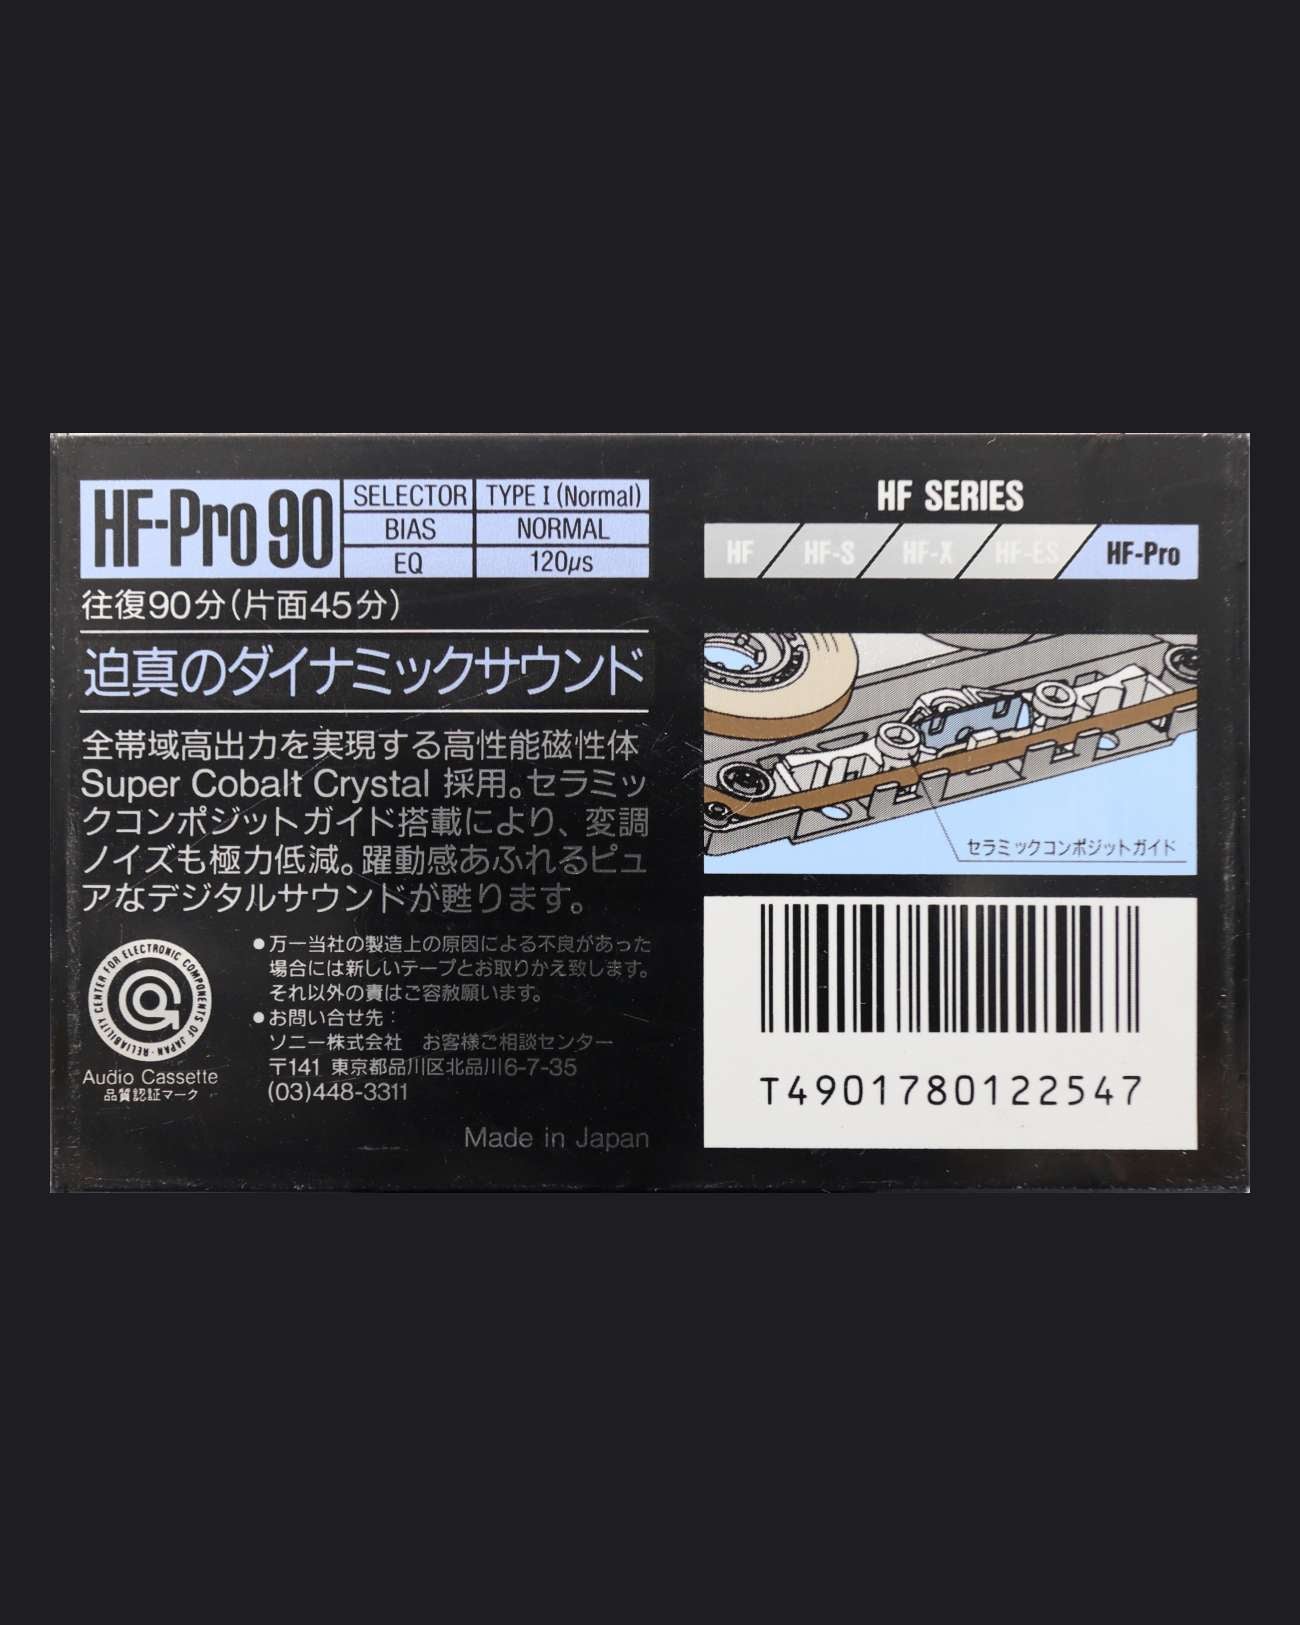 HF-Pro 90
SELECTOR TYPE I (Normal)
BIAS NORMAL
EQ 120μs
往復90分(片面45分)
迫真のダイナミックサウンド
全帯域高出力を実現する高性能磁性体
Super Cobalt Crystal 採用。セラミッ
クコンポジットガイド搭載により、変調
ノイズも極力低減。躍動感あふれるピュ
アなデジタルサウンドが甦ります。
RELIABILITY CENTER FOR ELECTRONIC COMPONENTS OF JAPAN
Audio Cassette
品質認証マーク
●万一当社の製造上の原因による不良があった
場合には新しいテープとお取りかえ致します。
それ以外の責はご容赦願います。
●お問い合せ先:
ソニー株式会社 お客様ご相談センター
〒141 東京都品川区北品川6-7-35
(03)448-3311
Made in Japan
HF SERIES
HF HF-S HF-X HF-ES HF-Pro
セラミックコンポジットガイド
T4901780122547